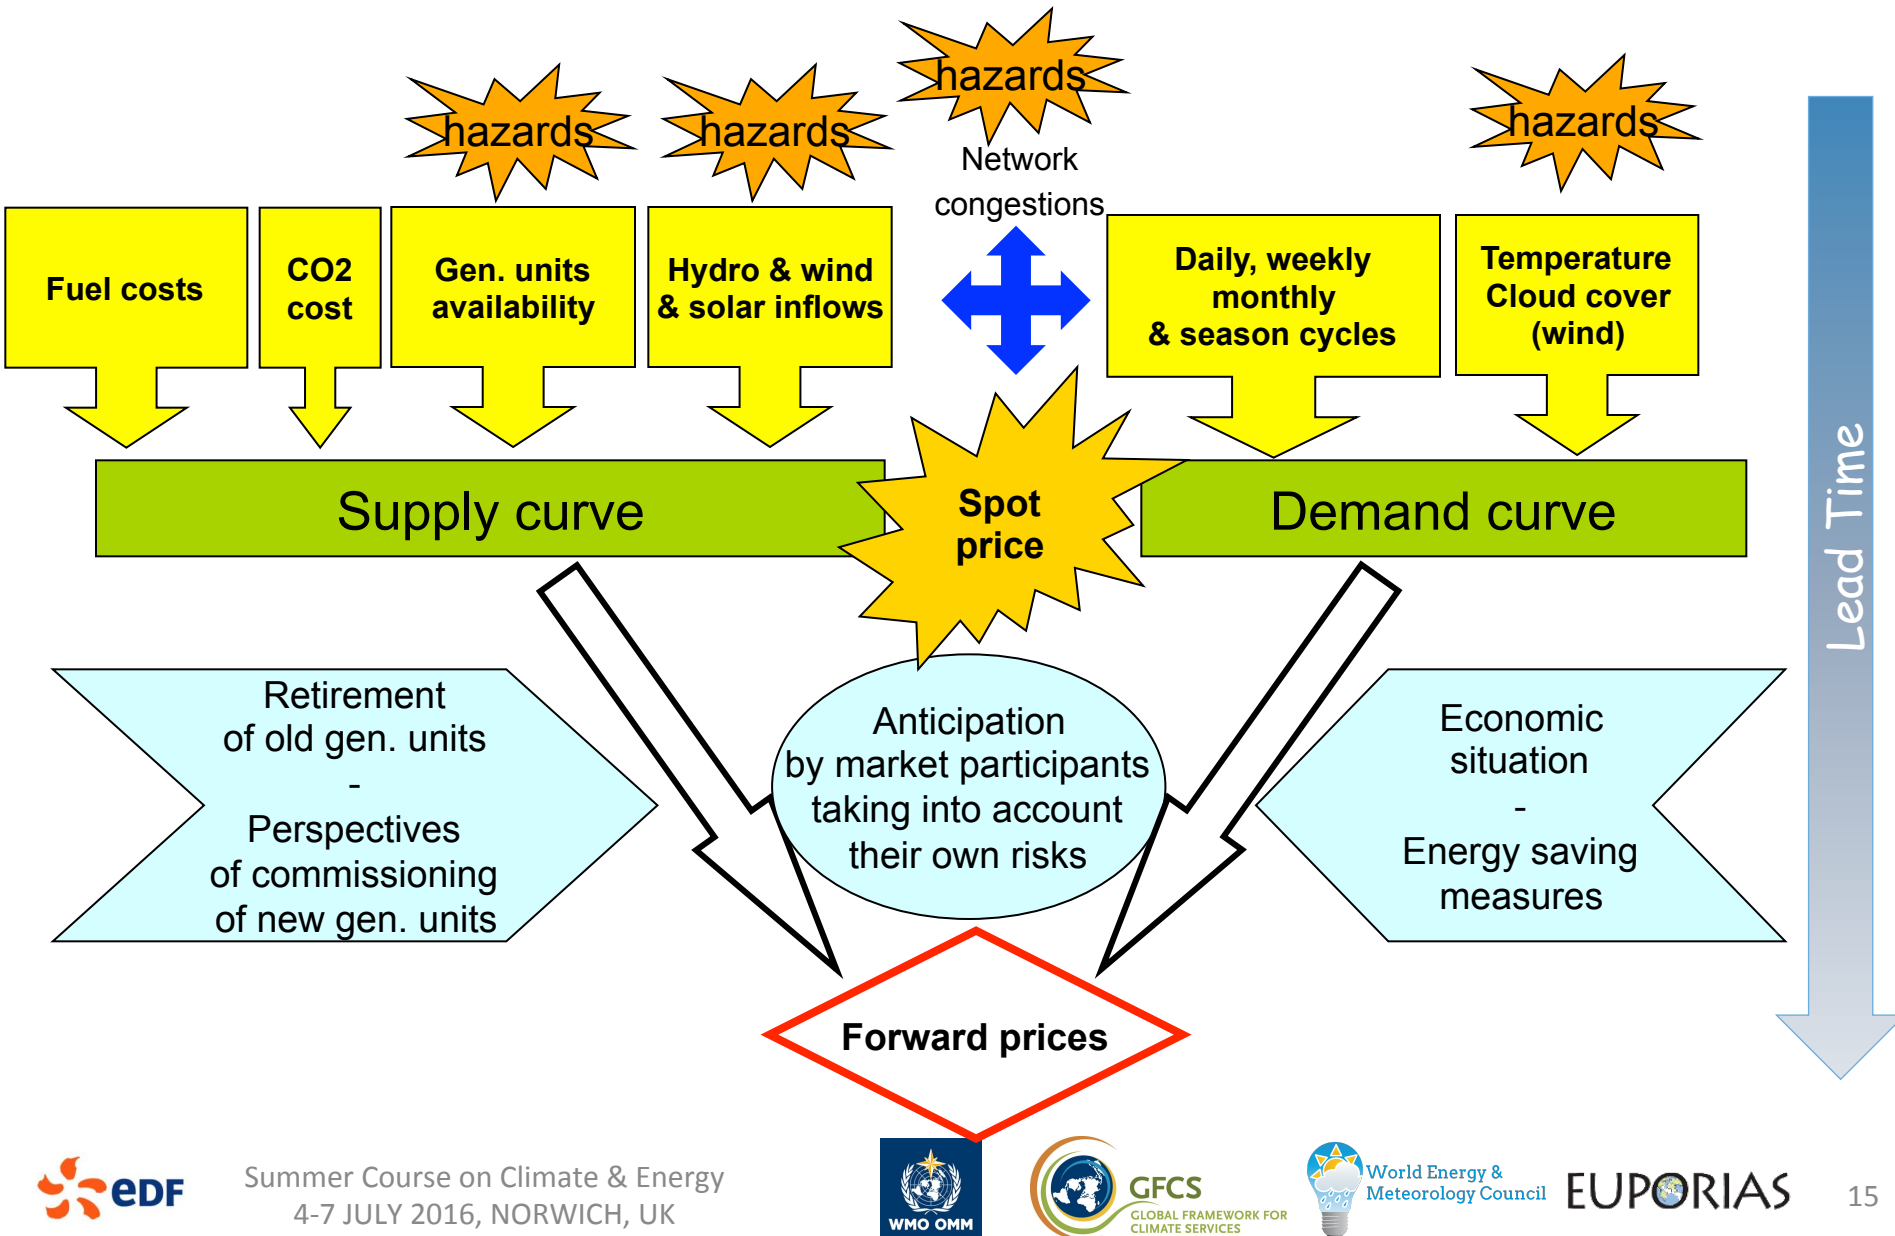 hazards
hazards
hazards
hazards
Network
congestions
Fuel costs
CO2
cost
Gen. units
availability
Hydro & wind
& solar inflows
Daily, weekly
monthly
& season cycles
Temperature
Cloud cover
(wind)
Lead Time
Supply curve
Spot
price
Demand curve
Retirement
of old gen. units
-
Perspectives
of commissioning
of new gen. units
Anticipation
by market participants
taking into account
their own risks
Economic
situation
-
Energy saving
measures
Forward prices
edf
Summer Course on Climate & Energy
4-7 JULY 2016, NORWICH, UK
WMO OMM
GFCS
GLOBAL FRAMEWORK FOR
CLIMATE SERVICES
World Energy &
Meteorology Council
EUPORIAS
15